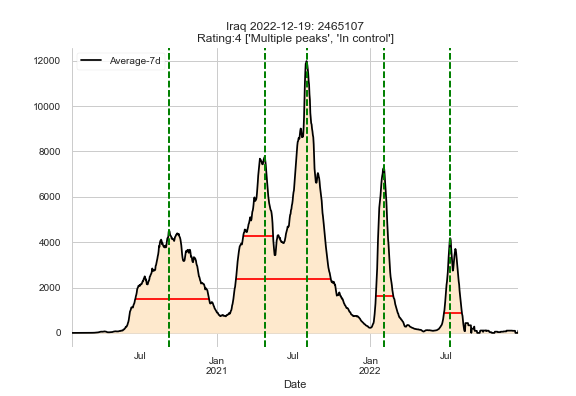 Iraq 2022-12-19: 2465107
Rating:4 ['Multiple peaks', 'In control']
Average-7d
12000
10000
8000
6000
4000
2000
0
Jul
Jan
2021
Jul
Jan
2022
Jul
Date